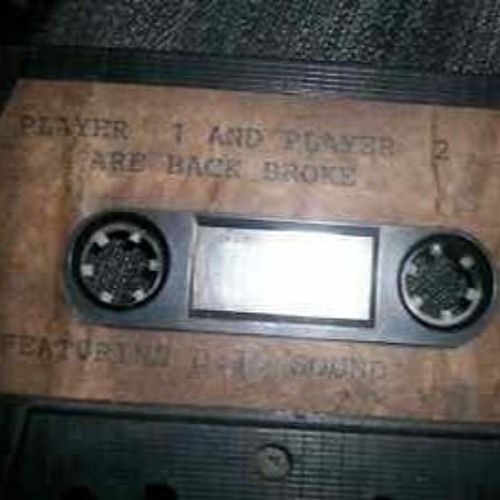 PLAYER 1 AND PLAYER 2
ARE BACK BROKE
FEATURING SOUND